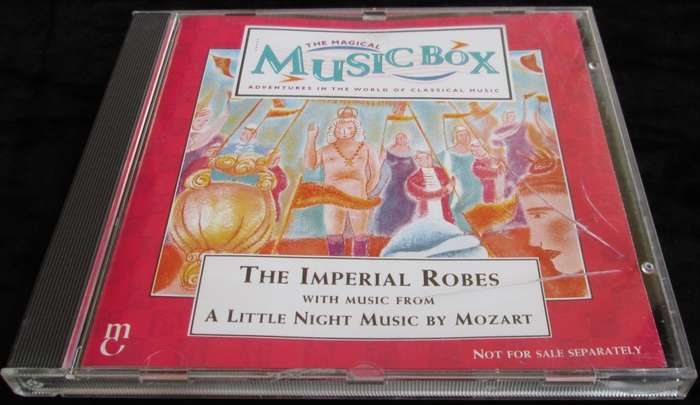 THE MAGICAL
MUSIC BOX
ADVENTURES IN THE WORLD OF CLASSICAL MUSIC
THE IMPERIAL ROBES
WITH MUSIC FROM
A LITTLE NIGHT MUSIC BY MOZART
mc
NOT FOR SALE SEPARATELY